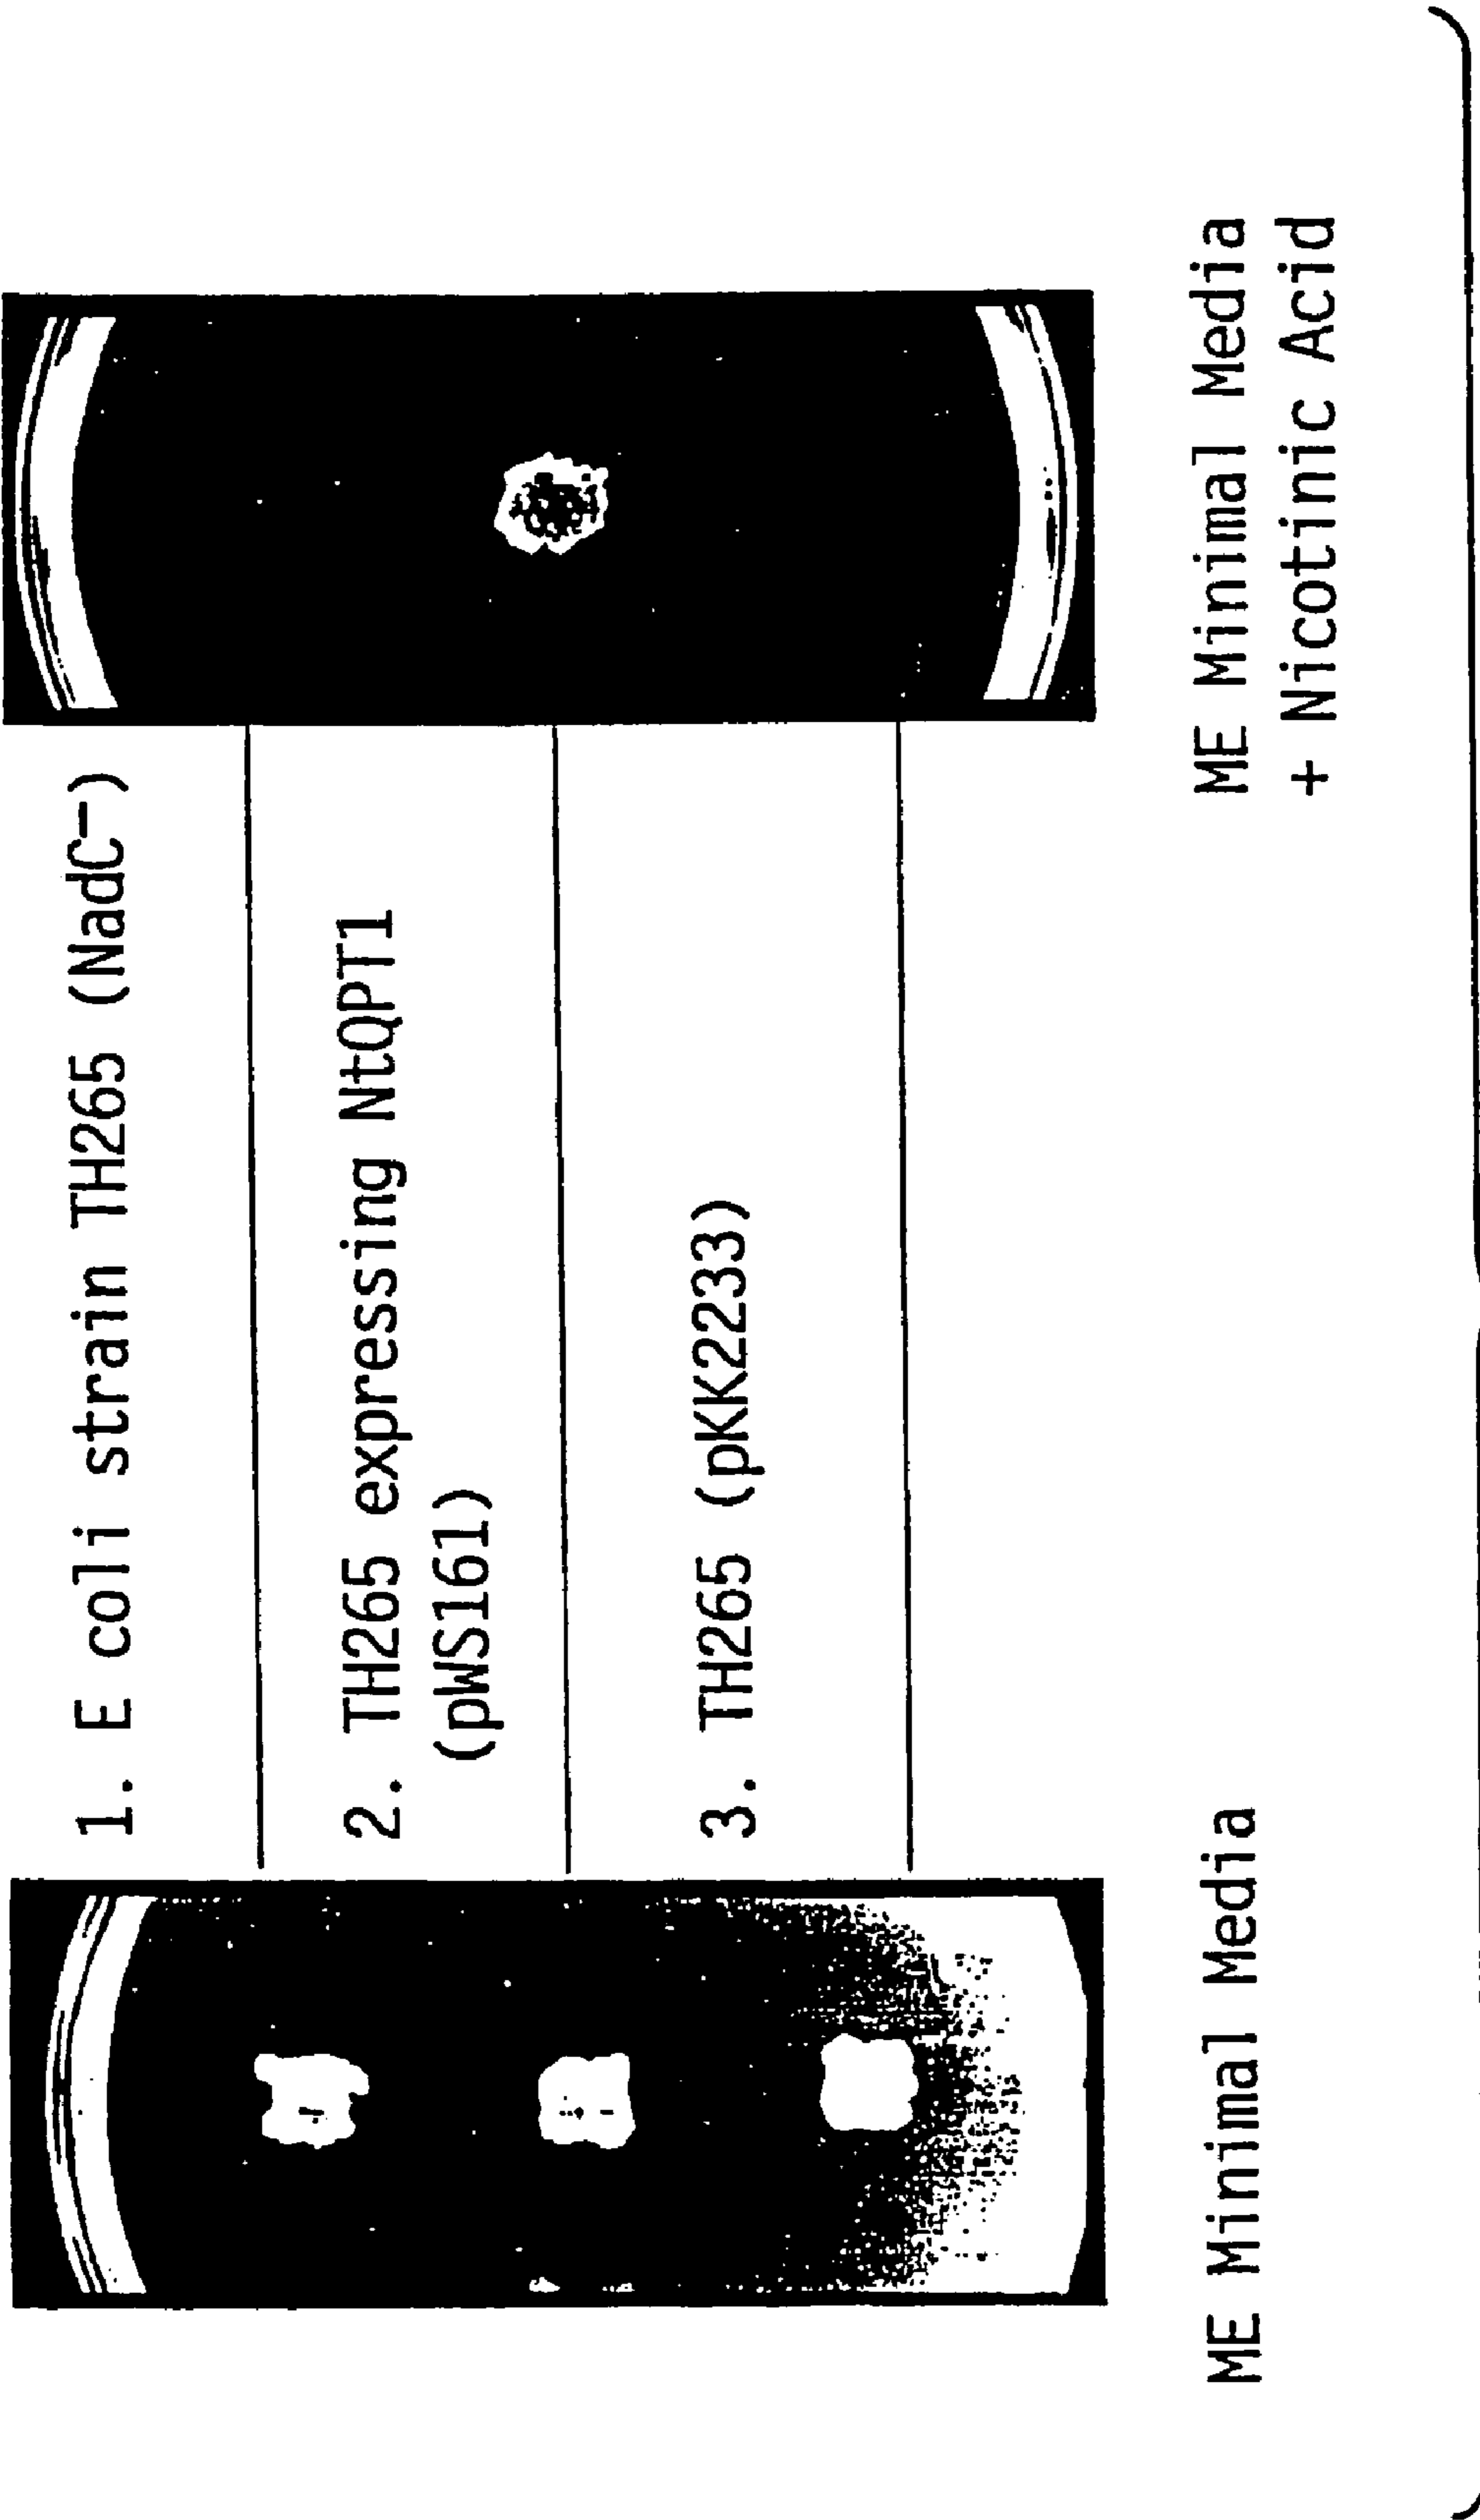 1. E coli strain TH265 (NadC-)
2. TH265 expressing NtQPT1
(pWS161)
3. TH265 (pKK2233)
ME Minimal Media
ME Minimal Media
+ Nicotinic Acid